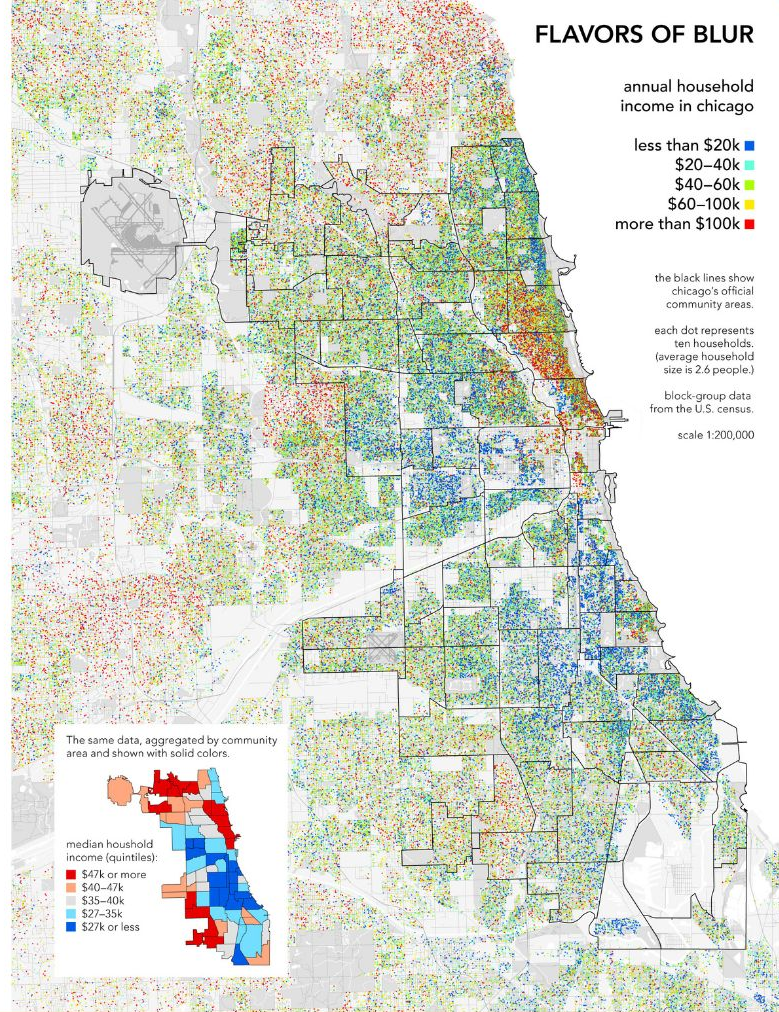 FLAVORS OF BLUR
annual household
income in chicago
less than $20k
$20–40k
$40–60k
$60–100k
more than $100k
the black lines show
chicago's official
community areas.
each dot represents
ten households.
(average household
size is 2.6 people.)
block-group data
from the U.S. census.
scale 1:200,000
The same data, aggregated by community
area and shown with solid colors.
median houshold
income (quintiles):
$47k or more
$40–47k
$35–40k
$27–35k
$27k or less